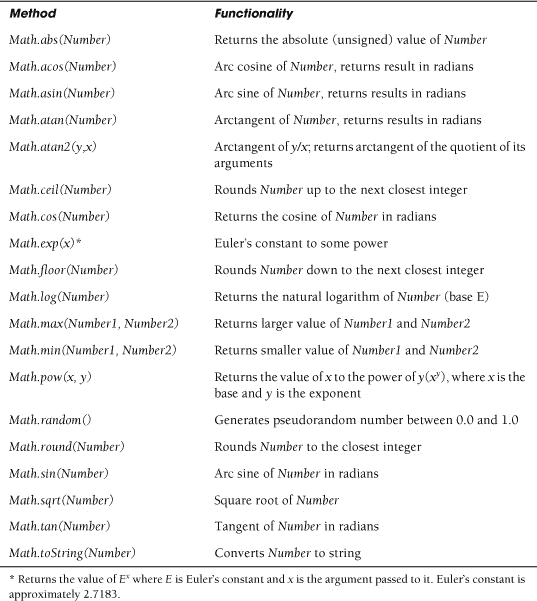 Method Functionality
Math.abs(Number) Returns the absolute (unsigned) value of Number
Math.acos(Number) Arc cosine of Number, returns result in radians
Math.asin(Number) Arc sine of Number, returns results in radians
Math.atan(Number) Arctangent of Number, returns results in radians
Math.atan2(y,x) Arctangent of y/x; returns arctangent of the quotient of its
arguments
Math.ceil(Number) Rounds Number up to the next closest integer
Math.cos(Number) Returns the cosine of Number in radians
Math.exp(x)* Euler's constant to some power
Math.floor(Number) Rounds Number down to the next closest integer
Math.log(Number) Returns the natural logarithm of Number (base E)
Math.max(Number1, Number2) Returns larger value of Number1 and Number2
Math.min(Number1, Number2) Returns smaller value of Number1 and Number2
Math.pow(x, y) Returns the value of x to the power of y(xʸ), where x is the
base and y is the exponent
Math.random() Generates pseudorandom number between 0.0 and 1.0
Math.round(Number) Rounds Number to the closest integer
Math.sin(Number) Arc sine of Number in radians
Math.sqrt(Number) Square root of Number
Math.tan(Number) Tangent of Number in radians
Math.toString(Number) Converts Number to string
* Returns the value of Eˣ where E is Euler's constant and x is the argument passed to it. Euler's constant is
approximately 2.7183.